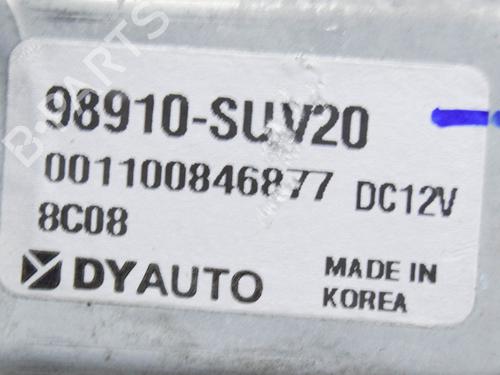 98910-SUV20
001100846877 DC12V
8C08
DYAUTO
MADE IN
KOREA
B-PARTS